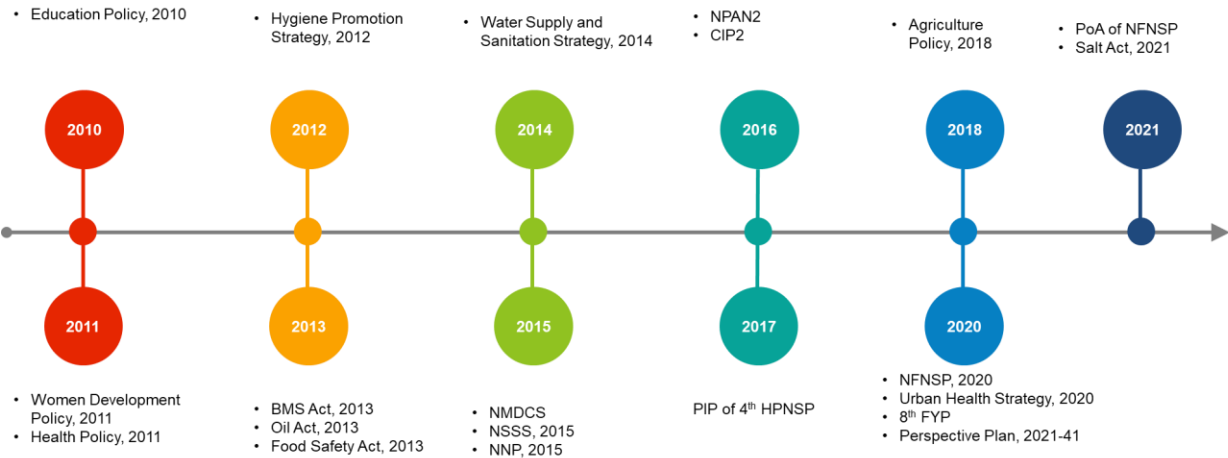 • Education Policy, 2010
• Hygiene Promotion
Strategy, 2012
• Water Supply and
Sanitation Strategy, 2014
• NPAN2
• CIP2
• Agriculture
Policy, 2018
• PoA of NFNSP
• Salt Act, 2021
2010
2012
2014
2016
2018
2021
2011
2013
2015
2017
2020
• Women Development
Policy, 2011
• Health Policy, 2011
• BMS Act, 2013
• Oil Act, 2013
• Food Safety Act, 2013
• NMDCS
• NSSS, 2015
• NNP, 2015
PIP of 4th HPNSP
• NFNSP, 2020
• Urban Health Strategy, 2020
• 8th FYP
• Perspective Plan, 2021-41